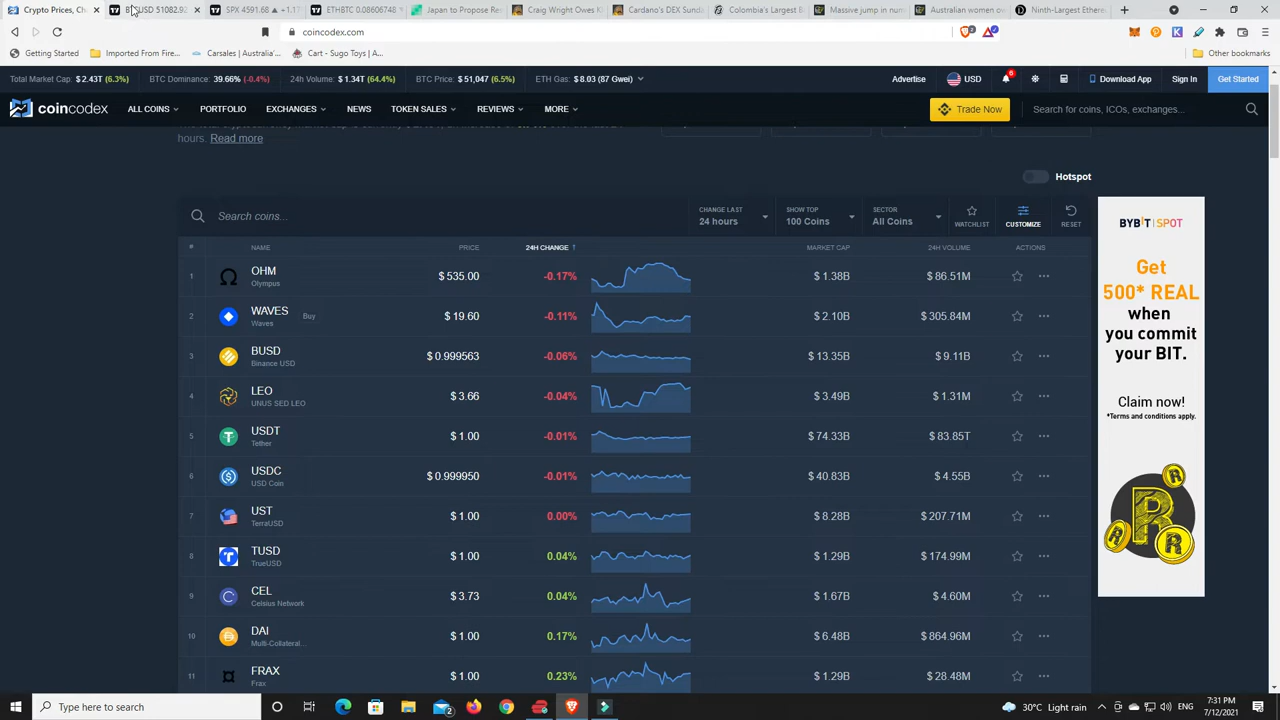 Crypto Prices, Ch
BTCUSD 51082.92
SPX 4591.68 ▲ +1.17
ETHBTC 0.08606748
Japan to Propose Res
Craig Wright Owes Kl
Cardano's DEX Sunda
Colombia's Largest B
Massive jump in mur
Australian women ov
Ninth-Largest Ethere
coincodex.com
Getting Started
Imported From Fire...
Carsales | Australia'...
Cart - Sugo Toys | A...
Other bookmarks
Total Market Cap: $ 2.43T (6.3%)
BTC Dominance: 39.66% (-0.4%)
24h Volume: $ 1.34T (64.4%)
BTC Price: $ 51,047 (6.5%)
ETH Gas: $ 8.03 (87 Gwei)
Advertise
USD
6
Download App
Sign In
Get Started
coincodex
ALL COINS
PORTFOLIO
EXCHANGES
NEWS
TOKEN SALES
REVIEWS
MORE
Trade Now
Search for coins, ICOs, exchanges...
hours. Read more
Hotspot
Search coins...
CHANGE LAST
24 hours
SHOW TOP
100 Coins
SECTOR
All Coins
WATCHLIST
CUSTOMIZE
RESET
# NAME PRICE 24H CHANGE ↑ MARKET CAP 24H VOLUME ACTIONS
1 OHM $ 535.00 -0.17% $ 1.38B $ 86.51M
Olympus
2 WAVES Buy $ 19.60 -0.11% $ 2.10B $ 305.84M
Waves
3 BUSD $ 0.999563 -0.06% $ 13.35B $ 9.11B
Binance USD
4 LEO $ 3.66 -0.04% $ 3.49B $ 1.31M
UNUS SED LEO
5 USDT $ 1.00 -0.01% $ 74.33B $ 83.85T
Tether
6 USDC $ 0.999950 -0.01% $ 40.83B $ 4.55B
USD Coin
7 UST $ 1.00 0.00% $ 8.28B $ 207.71M
TerraUSD
8 TUSD $ 1.00 0.04% $ 1.29B $ 174.99M
TrueUSD
9 CEL $ 3.73 0.04% $ 1.67B $ 4.60M
Celsius Network
10 DAI $ 1.00 0.17% $ 6.48B $ 864.96M
Multi-Collateral...
11 FRAX $ 1.00 0.23% $ 1.29B $ 28.48M
Frax
BYBIT | SPOT
Get
500* REAL
when
you commit
your BIT.
Claim now!
*Terms and conditions apply.
Type here to search
2
30°C Light rain
ENG
7:31 PM
7/12/2021